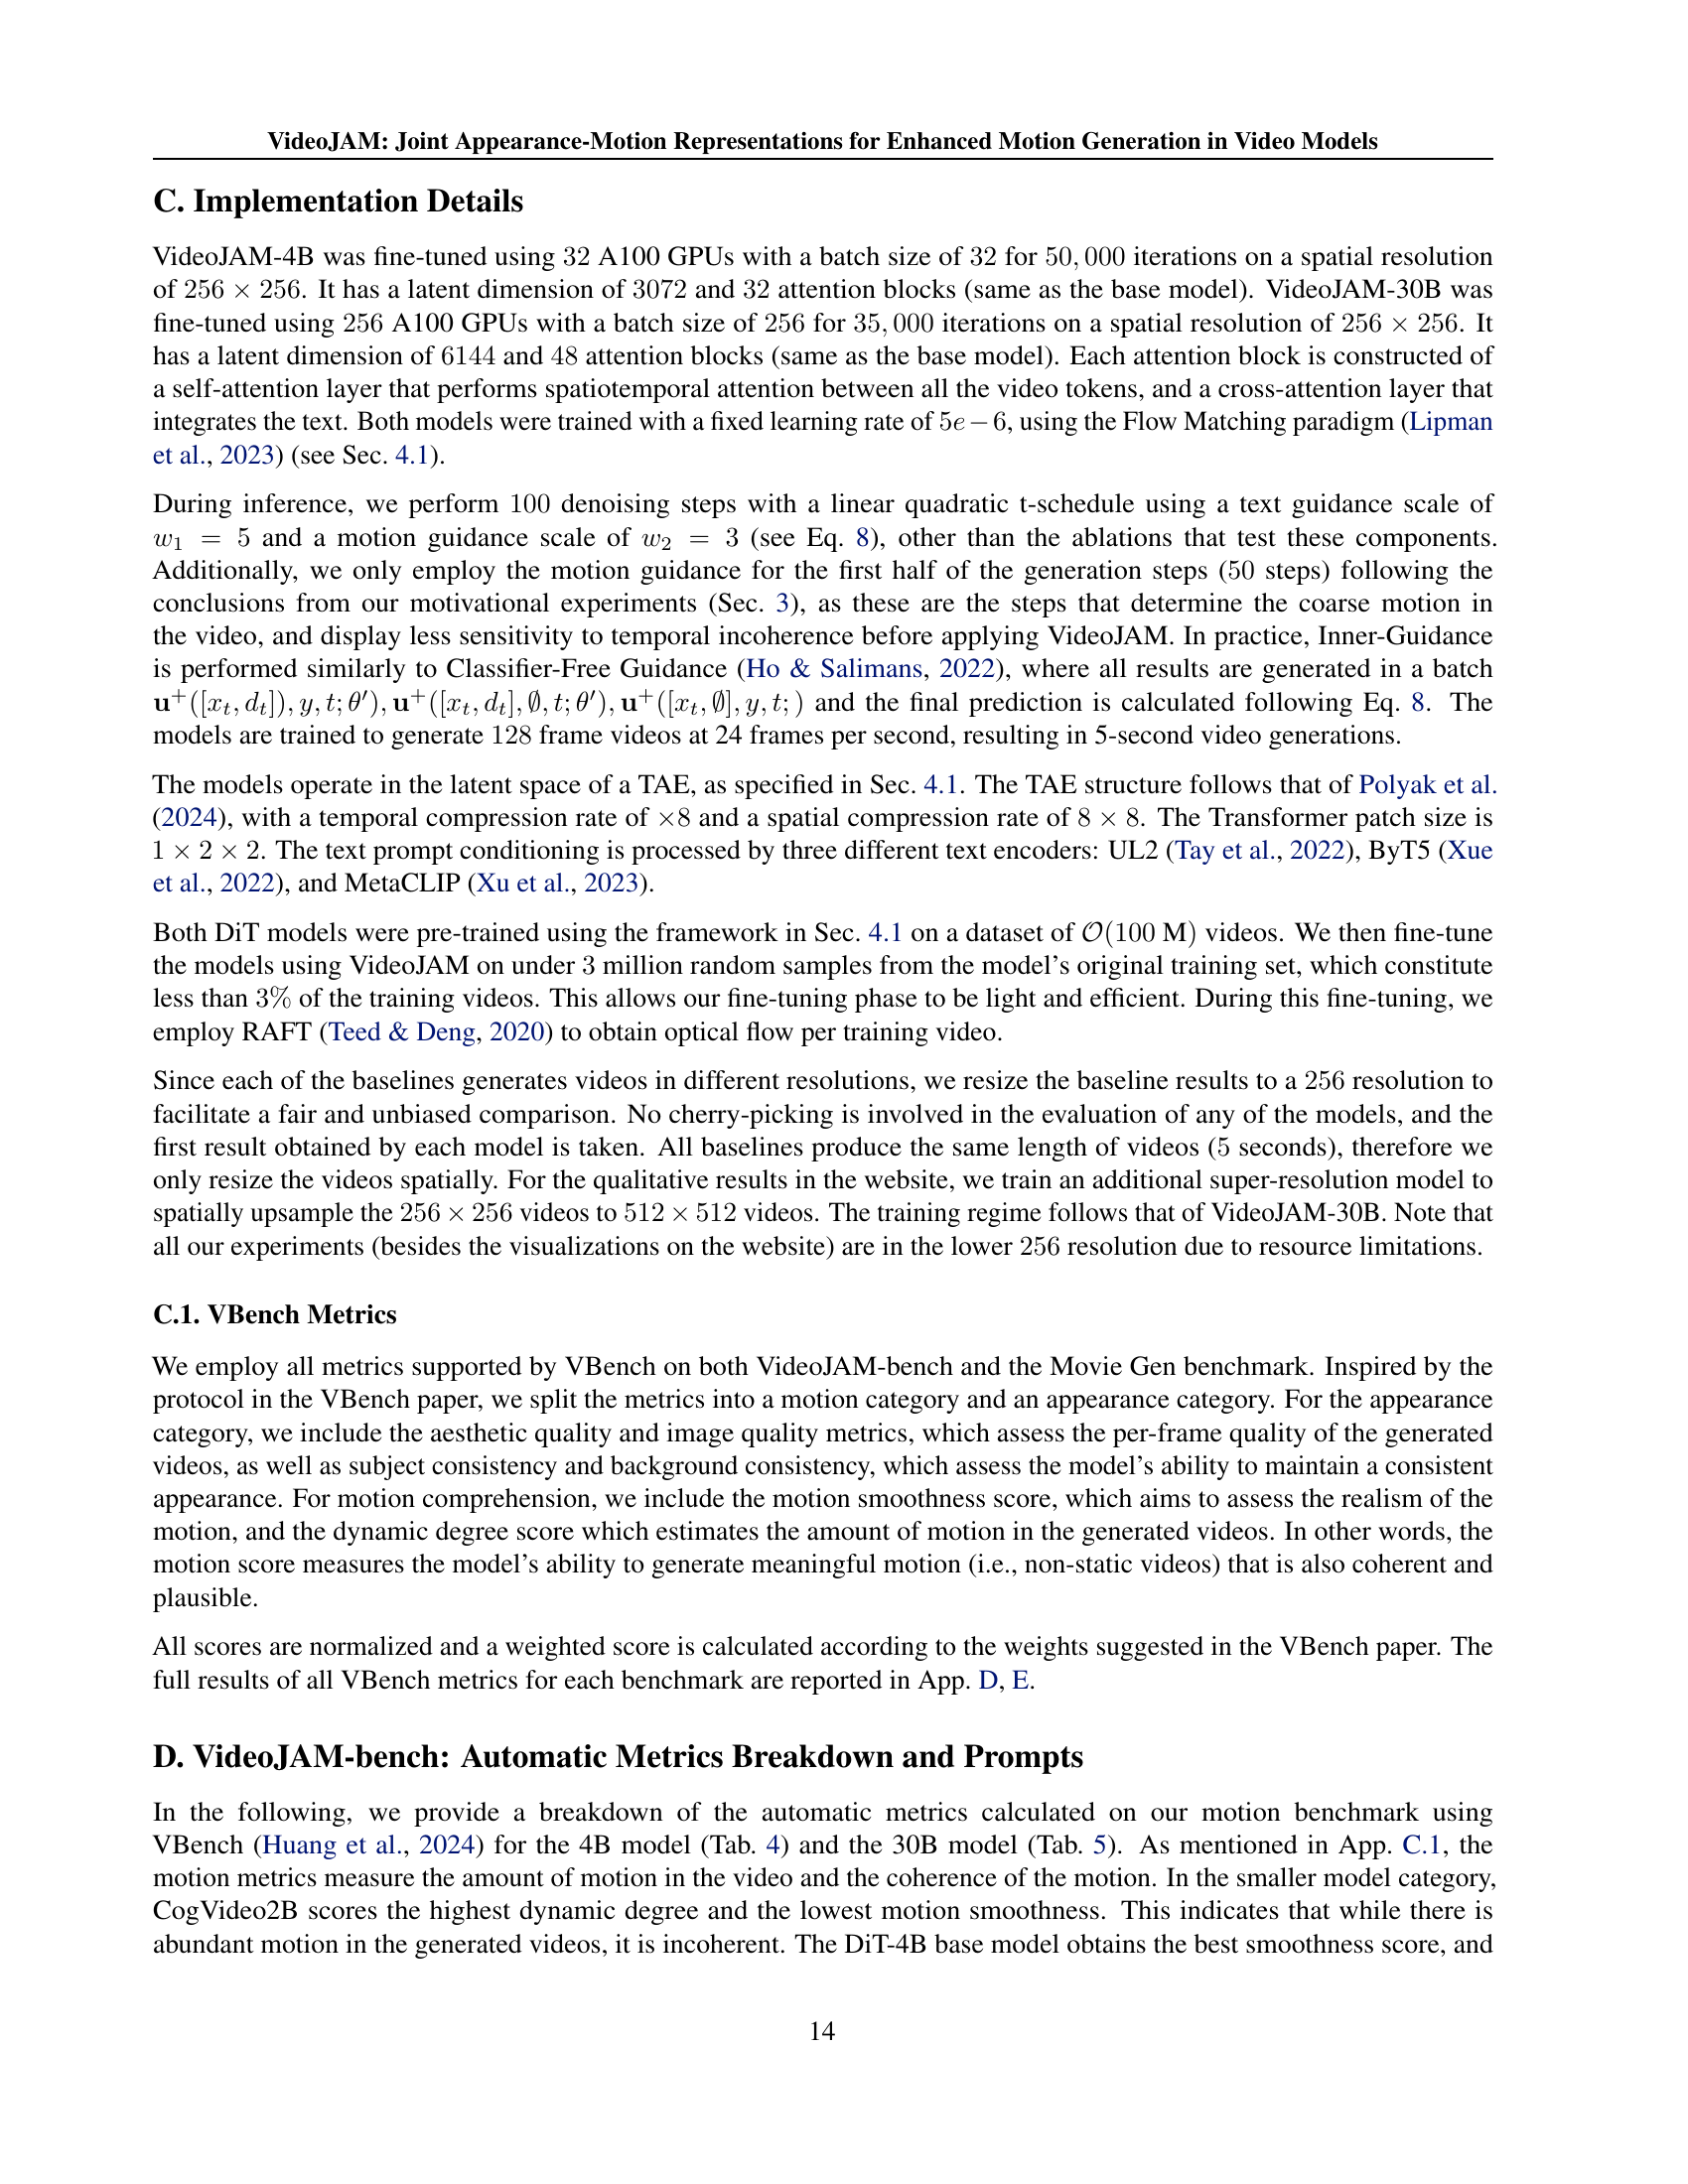 VideoJAM: Joint Appearance-Motion Representations for Enhanced Motion Generation in Video Models
C. Implementation Details
VideoJAM-4B was fine-tuned using 32 A100 GPUs with a batch size of 32 for 50, 000 iterations on a spatial resolution
of 256 × 256. It has a latent dimension of 3072 and 32 attention blocks (same as the base model). VideoJAM-30B was
fine-tuned using 256 A100 GPUs with a batch size of 256 for 35, 000 iterations on a spatial resolution of 256 × 256. It
has a latent dimension of 6144 and 48 attention blocks (same as the base model). Each attention block is constructed of
a self-attention layer that performs spatiotemporal attention between all the video tokens, and a cross-attention layer that
integrates the text. Both models were trained with a fixed learning rate of 5e − 6, using the Flow Matching paradigm (Lipman
et al., 2023) (see Sec. 4.1).
During inference, we perform 100 denoising steps with a linear quadratic t-schedule using a text guidance scale of
w₁ = 5 and a motion guidance scale of w₂ = 3 (see Eq. 8), other than the ablations that test these components.
Additionally, we only employ the motion guidance for the first half of the generation steps (50 steps) following the
conclusions from our motivational experiments (Sec. 3), as these are the steps that determine the coarse motion in
the video, and display less sensitivity to temporal incoherence before applying VideoJAM. In practice, Inner-Guidance
is performed similarly to Classifier-Free Guidance (Ho & Salimans, 2022), where all results are generated in a batch
u⁺([xₜ, dₜ]), y, t; θ′), u⁺([xₜ, dₜ], ∅, t; θ′), u⁺([xₜ, ∅], y, t; ) and the final prediction is calculated following Eq. 8. The
models are trained to generate 128 frame videos at 24 frames per second, resulting in 5-second video generations.
The models operate in the latent space of a TAE, as specified in Sec. 4.1. The TAE structure follows that of Polyak et al.
(2024), with a temporal compression rate of ×8 and a spatial compression rate of 8 × 8. The Transformer patch size is
1 × 2 × 2. The text prompt conditioning is processed by three different text encoders: UL2 (Tay et al., 2022), ByT5 (Xue
et al., 2022), and MetaCLIP (Xu et al., 2023).
Both DiT models were pre-trained using the framework in Sec. 4.1 on a dataset of 𝒪(100 M) videos. We then fine-tune
the models using VideoJAM on under 3 million random samples from the model's original training set, which constitute
less than 3% of the training videos. This allows our fine-tuning phase to be light and efficient. During this fine-tuning, we
employ RAFT (Teed & Deng, 2020) to obtain optical flow per training video.
Since each of the baselines generates videos in different resolutions, we resize the baseline results to a 256 resolution to
facilitate a fair and unbiased comparison. No cherry-picking is involved in the evaluation of any of the models, and the
first result obtained by each model is taken. All baselines produce the same length of videos (5 seconds), therefore we
only resize the videos spatially. For the qualitative results in the website, we train an additional super-resolution model to
spatially upsample the 256 × 256 videos to 512 × 512 videos. The training regime follows that of VideoJAM-30B. Note that
all our experiments (besides the visualizations on the website) are in the lower 256 resolution due to resource limitations.
C.1. VBench Metrics
We employ all metrics supported by VBench on both VideoJAM-bench and the Movie Gen benchmark. Inspired by the
protocol in the VBench paper, we split the metrics into a motion category and an appearance category. For the appearance
category, we include the aesthetic quality and image quality metrics, which assess the per-frame quality of the generated
videos, as well as subject consistency and background consistency, which assess the model's ability to maintain a consistent
appearance. For motion comprehension, we include the motion smoothness score, which aims to assess the realism of the
motion, and the dynamic degree score which estimates the amount of motion in the generated videos. In other words, the
motion score measures the model's ability to generate meaningful motion (i.e., non-static videos) that is also coherent and
plausible.
All scores are normalized and a weighted score is calculated according to the weights suggested in the VBench paper. The
full results of all VBench metrics for each benchmark are reported in App. D, E.
D. VideoJAM-bench: Automatic Metrics Breakdown and Prompts
In the following, we provide a breakdown of the automatic metrics calculated on our motion benchmark using
VBench (Huang et al., 2024) for the 4B model (Tab. 4) and the 30B model (Tab. 5). As mentioned in App. C.1, the
motion metrics measure the amount of motion in the video and the coherence of the motion. In the smaller model category,
CogVideo2B scores the highest dynamic degree and the lowest motion smoothness. This indicates that while there is
abundant motion in the generated videos, it is incoherent. The DiT-4B base model obtains the best smoothness score, and
14